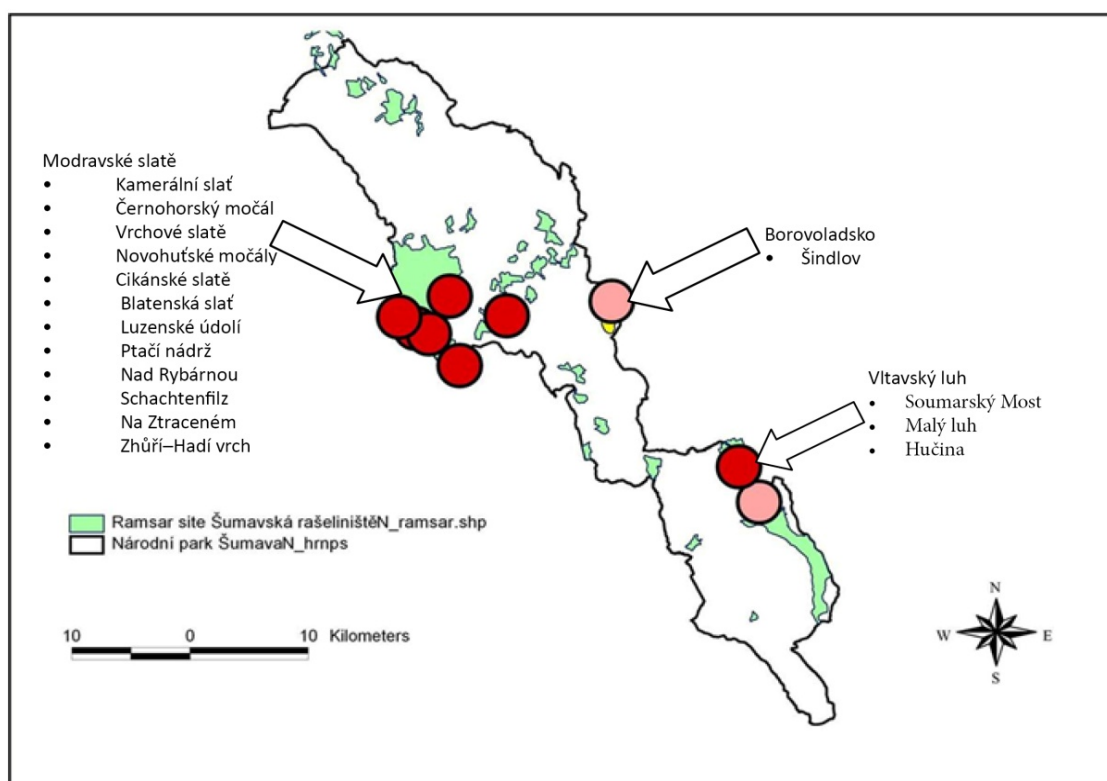 Modravské slatě
• Kamerální slať
• Černohorský močál
• Vrchové slatě
• Novohuťské močály
• Cikánské slatě
• Blatenská slať
• Luzenské údolí
• Ptačí nádrž
• Nad Rybárnou
• Schachtenfilz
• Na Ztraceném
• Zhůří–Hadí vrch
Borovoladsko
• Šindlov
Vltavský luh
• Soumarský Most
• Malý luh
• Hučina
Ramsar site Šumavská rašeliništěN_ramsar.shp
Národní park ŠumavaN_hrnps
10 0 10 Kilometers
N
W E
S